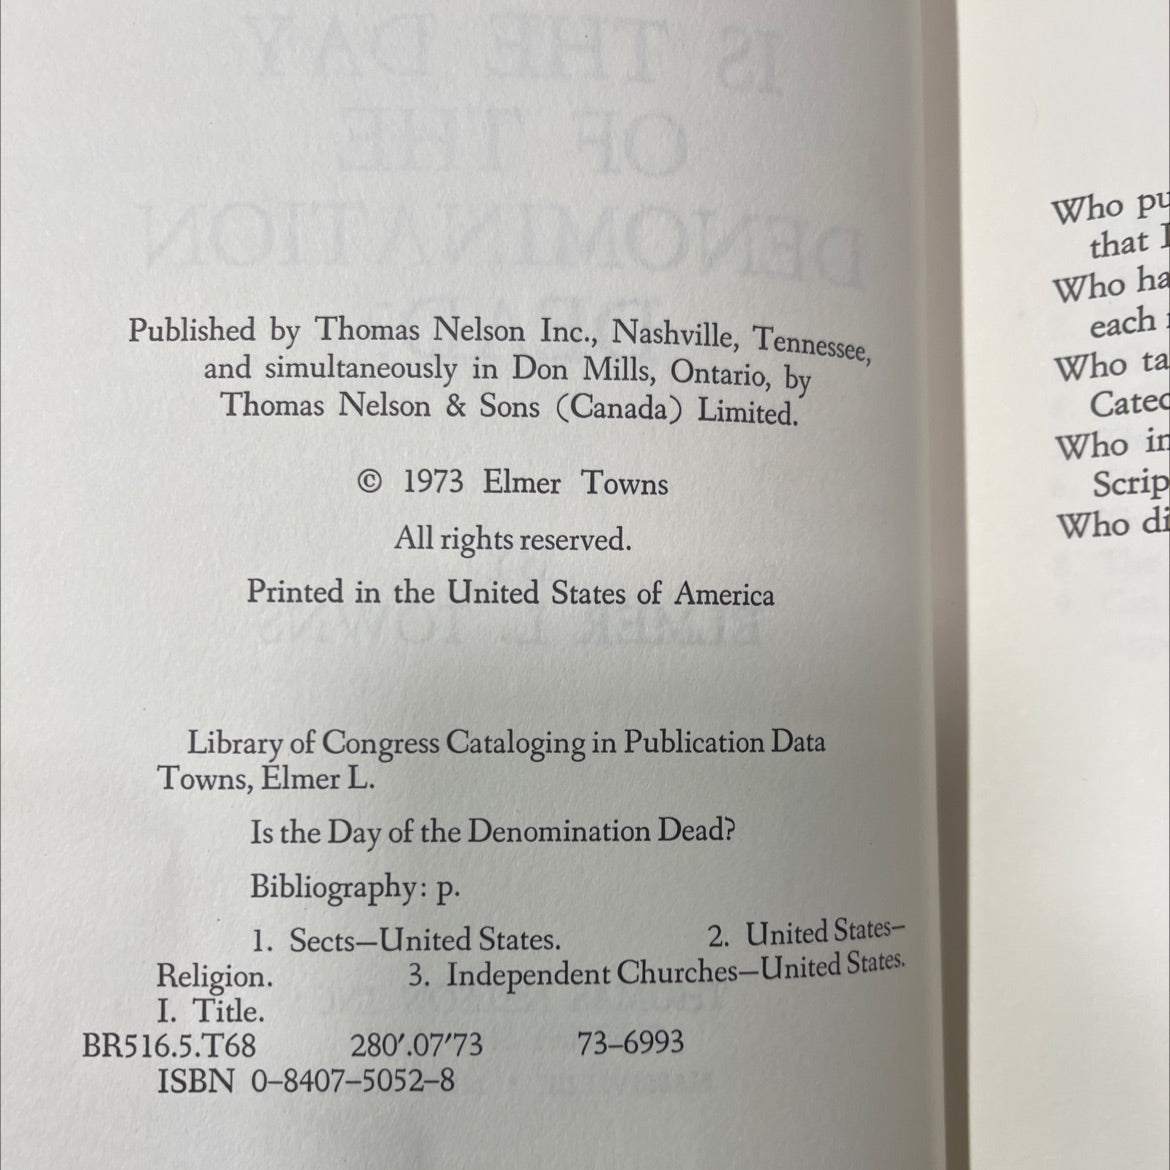 Published by Thomas Nelson Inc., Nashville, Tennessee,
and simultaneously in Don Mills, Ontario, by
Thomas Nelson & Sons (Canada) Limited.
© 1973 Elmer Towns
All rights reserved.
Printed in the United States of America
Library of Congress Cataloging in Publication Data
Towns, Elmer L.
Is the Day of the Denomination Dead?
Bibliography: p.
1. Sects—United States. 2. United States—
Religion. 3. Independent Churches—United States.
I. Title.
BR516.5.T68 280′.07′73 73–6993
ISBN 0–8407–5052–8
Who
that
Who
each
Who
Who
Who